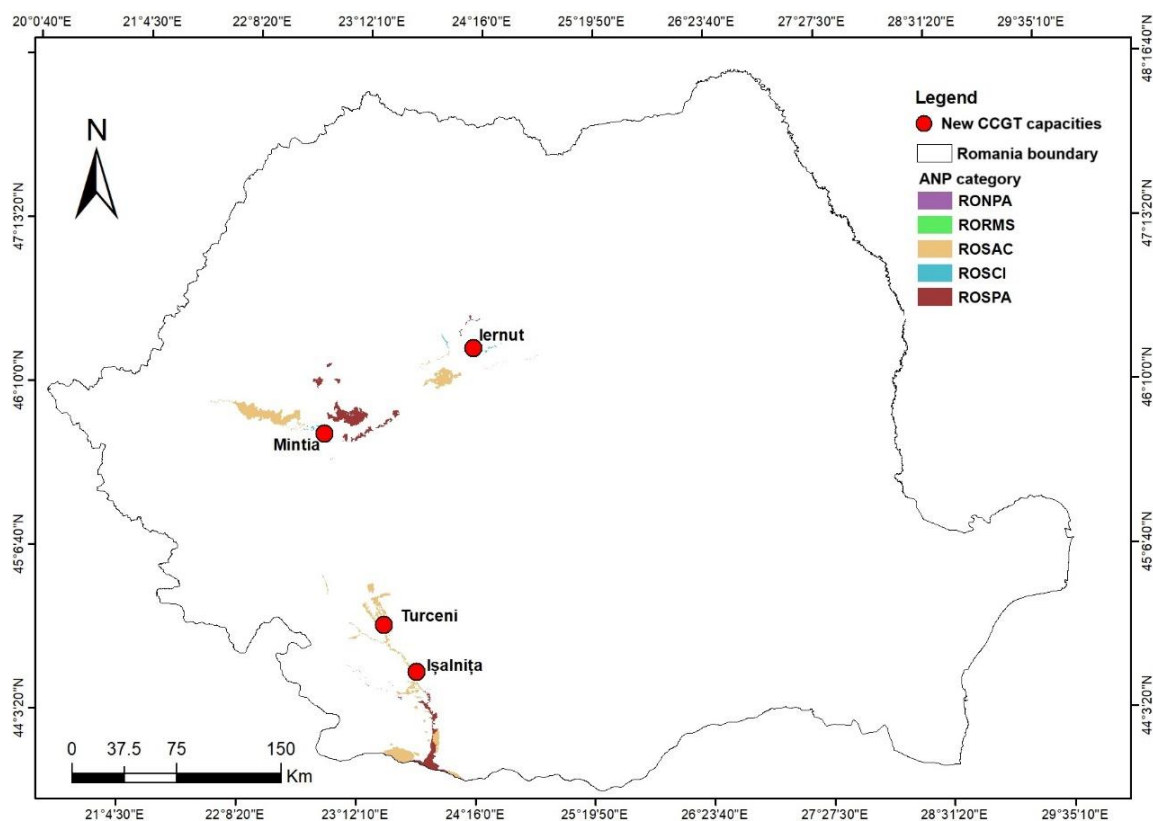 20°0'40"E 21°4'30"E 22°8'20"E 23°12'10"E 24°16'0"E 25°19'50"E 26°23'40"E 27°27'30"E 28°31'20"E 29°35'10"E
48°16'40"N
N
Legend
New CCGT capacities
Romania boundary
ANP category
RONPA
RORMS
ROSAC
ROSCI
ROSPA
47°13'20"N 47°13'20"N
Iernut
46°10'0"N 46°10'0"N
Mintia
45°6'40"N 45°6'40"N
Turceni
Ișalnița
44°3'20"N 44°3'20"N
0 37.5 75 150
Km
21°4'30"E 22°8'20"E 23°12'10"E 24°16'0"E 25°19'50"E 26°23'40"E 27°27'30"E 28°31'20"E 29°35'10"E